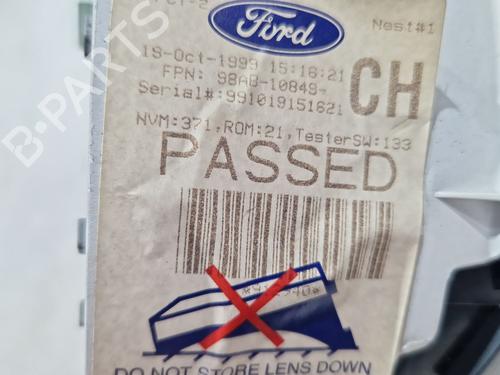 Ford
Nest#1
19-Oct-1999 15:16:21
FPN: 98AB-10849-
CH
Serial#:991019151621
NVM:371,ROM:21,TesterSW:133
PASSED
DO NOT STORE LENS DOWN
B-Parts